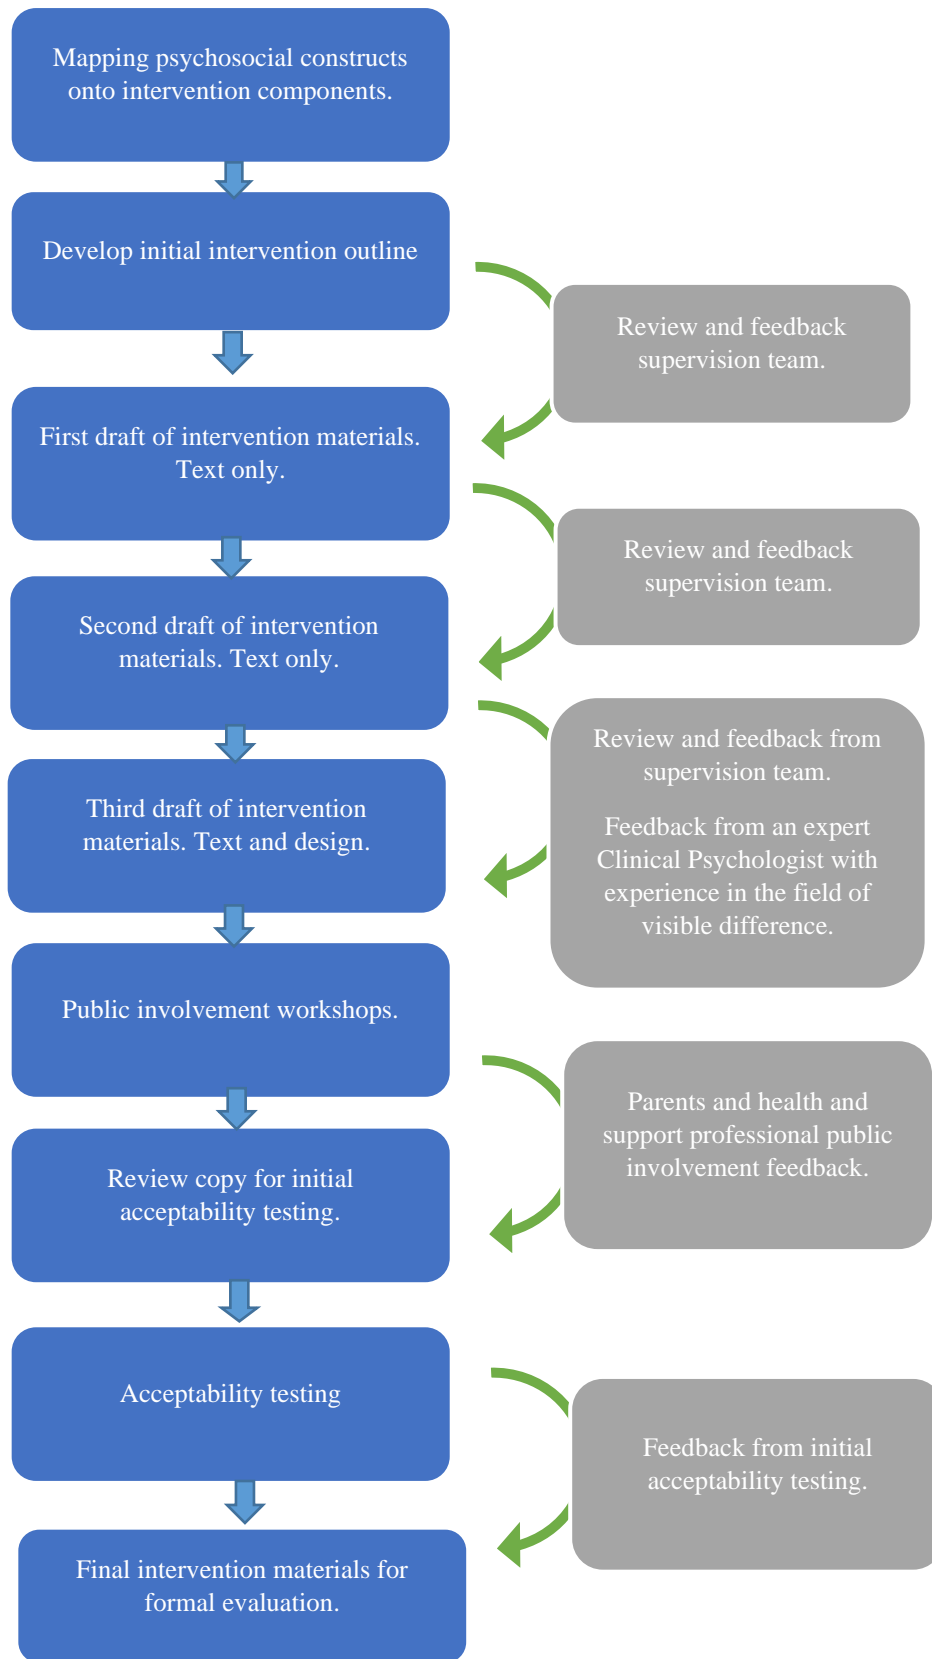 Mapping psychosocial constructs
onto intervention components.
Develop initial intervention outline
Review and feedback
supervision team.
First draft of intervention materials.
Text only.
Review and feedback
supervision team.
Second draft of intervention
materials. Text only.
Review and feedback from
supervision team.
Feedback from an expert
Clinical Psychologist with
experience in the field of
visible difference.
Third draft of intervention
materials. Text and design.
Public involvement workshops.
Parents and health and
support professional public
involvement feedback.
Review copy for initial
acceptability testing.
Acceptability testing
Feedback from initial
acceptability testing.
Final intervention materials for
formal evaluation.